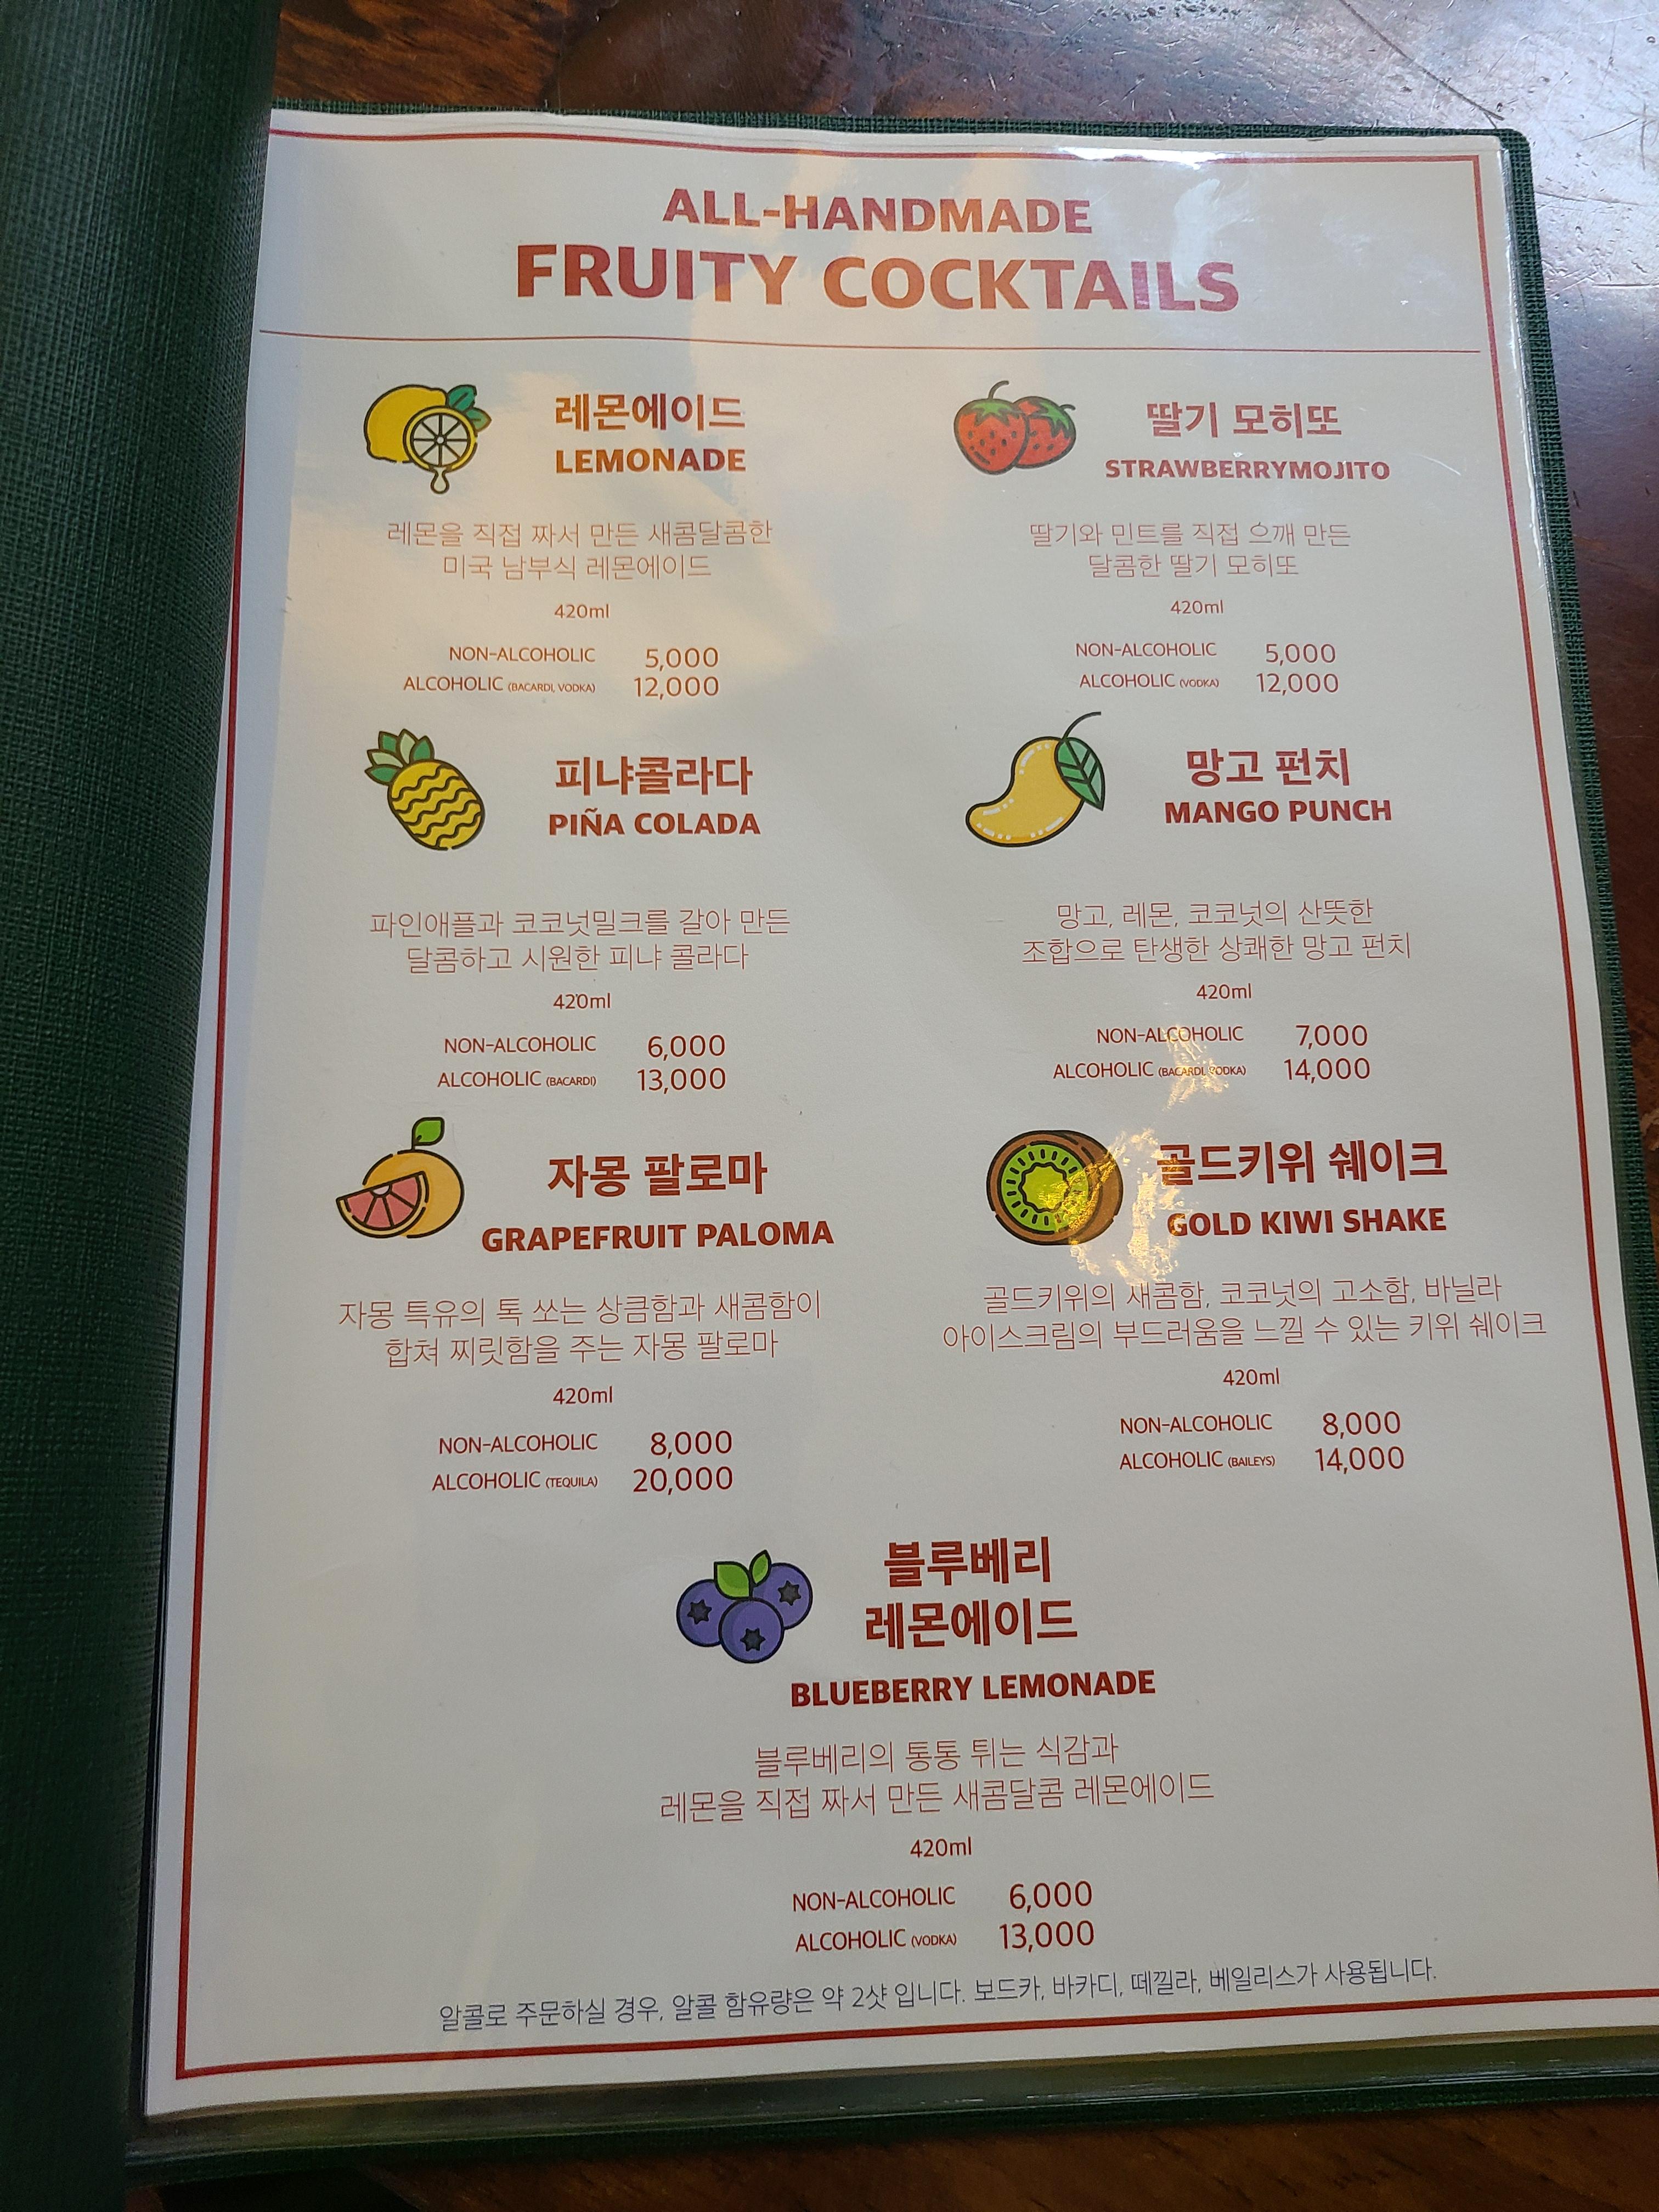 ALL-HANDMADE
FRUITY COCKTAILS
레몬에이드
LEMONADE
레몬을 직접 짜서 만든 새콤달콤한
미국 남부식 레몬에이드
420ml
NON-ALCOHOLIC 5,000
ALCOHOLIC (BACARDI, VODKA) 12,000
딸기 모히또
STRAWBERRYMOJITO
딸기와 민트를 직접 으깨 만든
달콤한 딸기 모히또
420ml
NON-ALCOHOLIC 5,000
ALCOHOLIC (VODKA) 12,000
피냐콜라다
PIÑA COLADA
파인애플과 코코넛밀크를 갈아 만든
달콤하고 시원한 피냐 콜라다
420ml
NON-ALCOHOLIC 6,000
ALCOHOLIC (BACARDI) 13,000
망고 펀치
MANGO PUNCH
망고, 레몬, 코코넛의 산뜻한
조합으로 탄생한 상쾌한 망고 펀치
420ml
NON-ALCOHOLIC 7,000
ALCOHOLIC (BACARDI, VODKA) 14,000
자몽 팔로마
GRAPEFRUIT PALOMA
자몽 특유의 톡 쏘는 상큼함과 새콤함이
합쳐 찌릿함을 주는 자몽 팔로마
420ml
NON-ALCOHOLIC 8,000
ALCOHOLIC (TEQUILA) 20,000
골드키위 쉐이크
GOLD KIWI SHAKE
골드키위의 새콤함, 코코넛의 고소함, 바닐라
아이스크림의 부드러움을 느낄 수 있는 키위 쉐이크
420ml
NON-ALCOHOLIC 8,000
ALCOHOLIC (BAILEYS) 14,000
블루베리
레몬에이드
BLUEBERRY LEMONADE
블루베리의 통통 튀는 식감과
레몬을 직접 짜서 만든 새콤달콤 레몬에이드
420ml
NON-ALCOHOLIC 6,000
ALCOHOLIC (VODKA) 13,000
알콜로 주문하실 경우, 알콜 함유량은 약 2샷 입니다. 보드카, 바카디, 떼낄라, 베일리스가 사용됩니다.